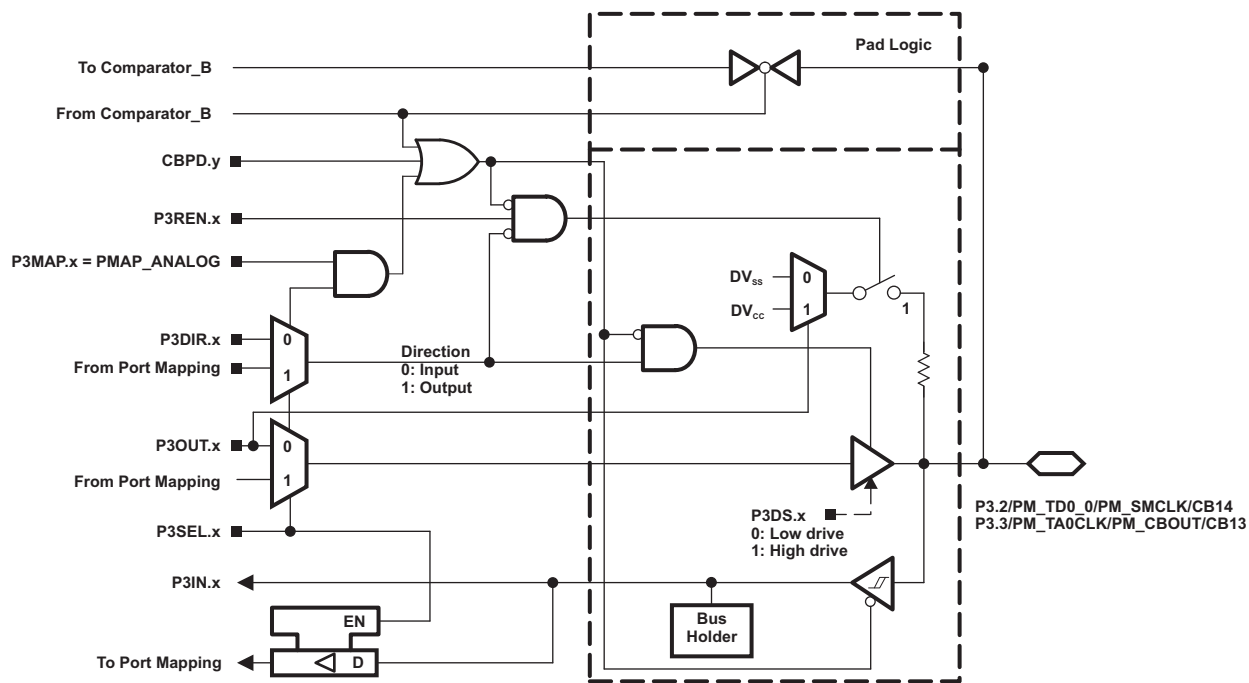 Pad Logic
To Comparator_B
From Comparator_B
CBPD.y
P3REN.x
P3MAP.x = PMAP_ANALOG
DVSS
0
DVCC
1
1
P3DIR.x
0
From Port Mapping
1
Direction
0: Input
1: Output
P3OUT.x
0
From Port Mapping
1
P3DS.x
0: Low drive
1: High drive
P3.2/PM_TD0_0/PM_SMCLK/CB14
P3.3/PM_TA0CLK/PM_CBOUT/CB13
P3SEL.x
P3IN.x
EN
Bus
Holder
To Port Mapping
D